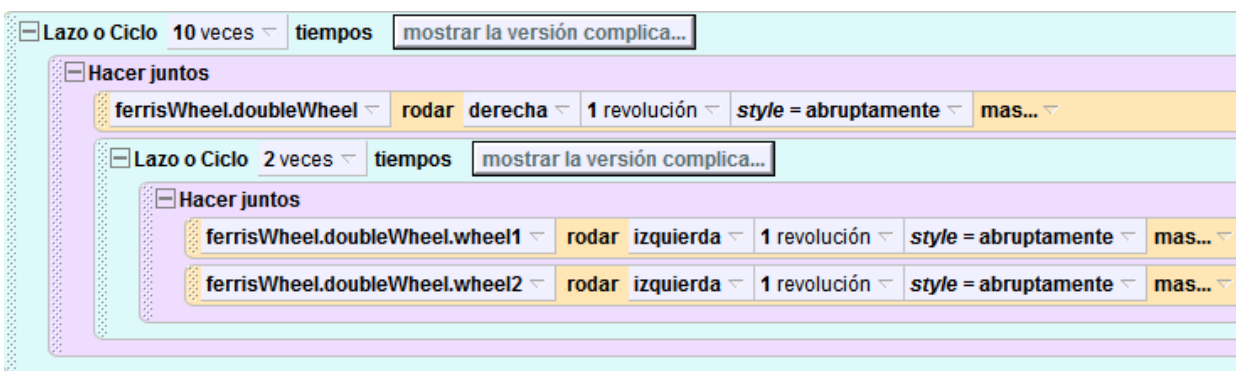 Lazo o Ciclo 10 veces tiempos mostrar la versión complica...
Hacer juntos
ferrisWheel.doubleWheel rodar derecha 1 revolución style = abruptamente mas...
Lazo o Ciclo 2 veces tiempos mostrar la versión complica...
Hacer juntos
ferrisWheel.doubleWheel.wheel1 rodar izquierda 1 revolución style = abruptamente mas...
ferrisWheel.doubleWheel.wheel2 rodar izquierda 1 revolución style = abruptamente mas...